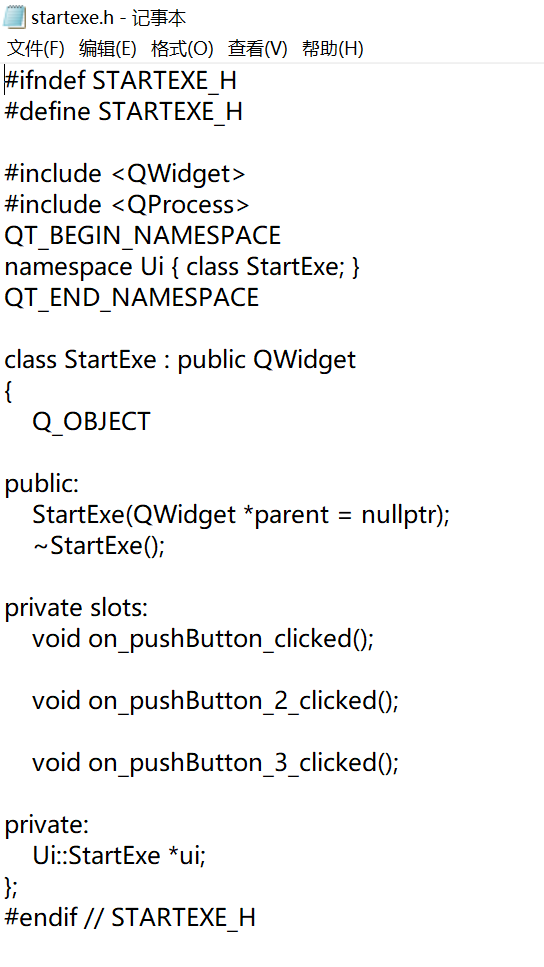 startexe.h - 记事本
文件(F) 编辑(E) 格式(O) 查看(V) 帮助(H)
#ifndef STARTEXE_H
#define STARTEXE_H

#include <QWidget>
#include <QProcess>
QT_BEGIN_NAMESPACE
namespace Ui { class StartExe; }
QT_END_NAMESPACE

class StartExe : public QWidget
{
    Q_OBJECT

public:
    StartExe(QWidget *parent = nullptr);
    ~StartExe();

private slots:
    void on_pushButton_clicked();

    void on_pushButton_2_clicked();

    void on_pushButton_3_clicked();

private:
    Ui::StartExe *ui;
};
#endif // STARTEXE_H